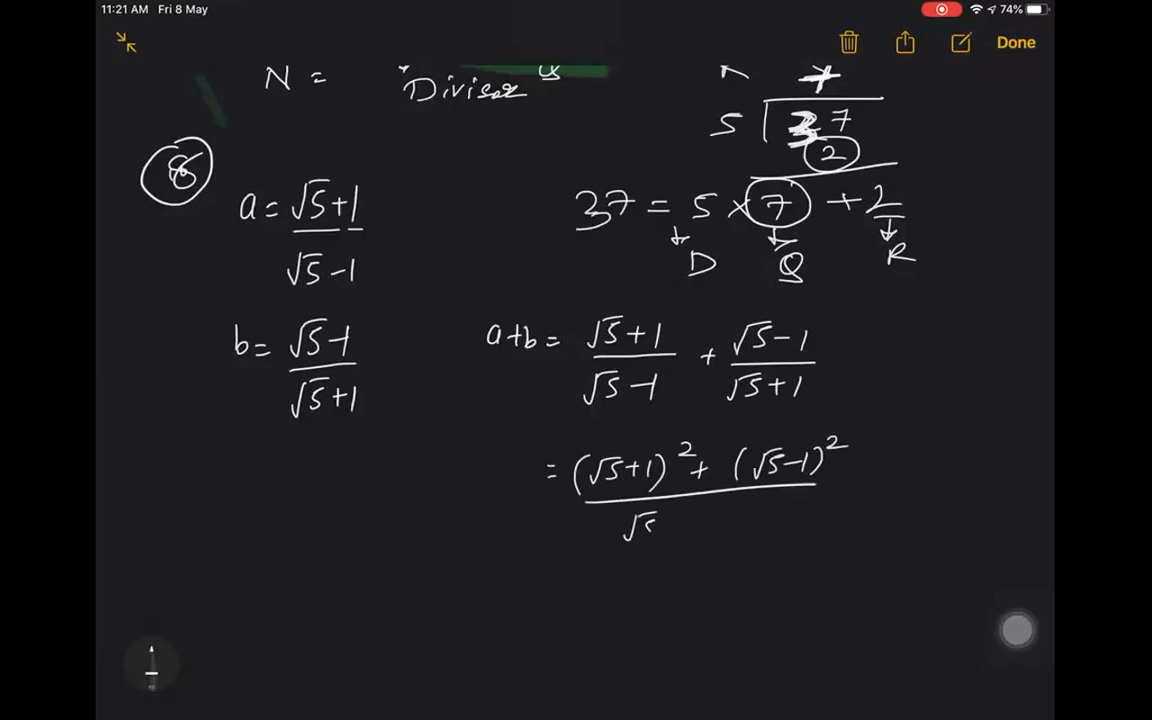 11:21 AM Fri 8 May 74%
Done
N = Divisor
7
5 37
2
8
a = √5+1 / √5-1
37 = 5 × 7 + 2
D Q R
b = √5-1 / √5+1
a+b = √5+1 / √5-1 + √5-1 / √5+1
= (√5+1)² + (√5-1)² / √5